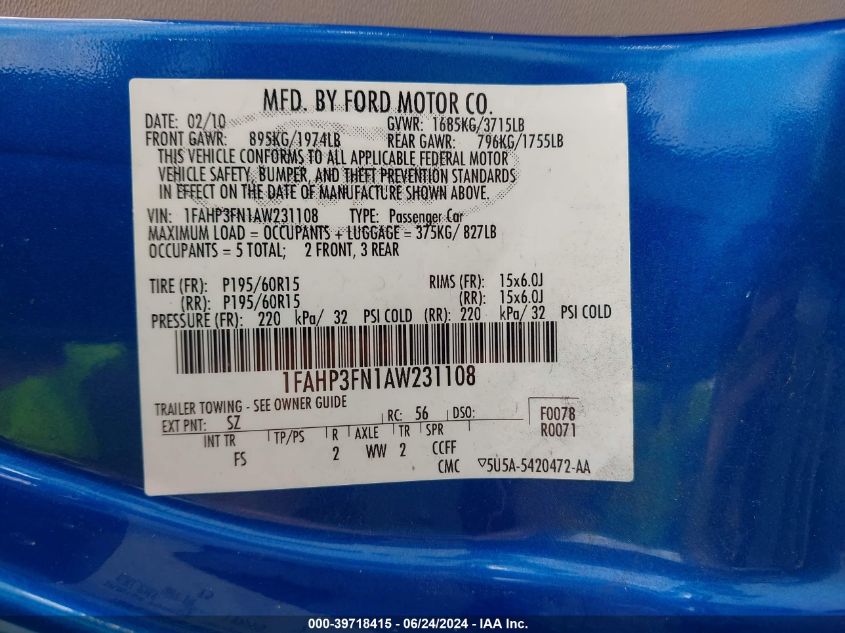 MFD. BY FORD MOTOR CO.
DATE: 02/10 GVWR: 1685KG/3715LB
FRONT GAWR: 895KG/1974LB REAR GAWR: 796KG/1755LB
THIS VEHICLE CONFORMS TO ALL APPLICABLE FEDERAL MOTOR
VEHICLE SAFETY, BUMPER, AND THEFT PREVENTION STANDARDS
IN EFFECT ON THE DATE OF MANUFACTURE SHOWN ABOVE.
VIN: 1FAHP3FN1AW231108 TYPE: Passenger Car
MAXIMUM LOAD = OCCUPANTS + LUGGAGE = 375KG/ 827LB
OCCUPANTS = 5 TOTAL; 2 FRONT, 3 REAR
TIRE (FR): P195/60R15 RIMS (FR): 15x6.0J
(RR): P195/60R15 (RR): 15x6.0J
PRESSURE (FR): 220 kPa/ 32 PSI COLD (RR): 220 kPa/ 32 PSI COLD
1FAHP3FN1AW231108
TRAILER TOWING - SEE OWNER GUIDE
EXT PNT: SZ RC: 56 DSO: F0078
R0071
INT TR TP/PS R AXLE TR SPR
FS 2 WW 2 CCFF
CMC ▽5U5A-5420472-AA
000-39718415 - 06/24/2024 - IAA Inc.